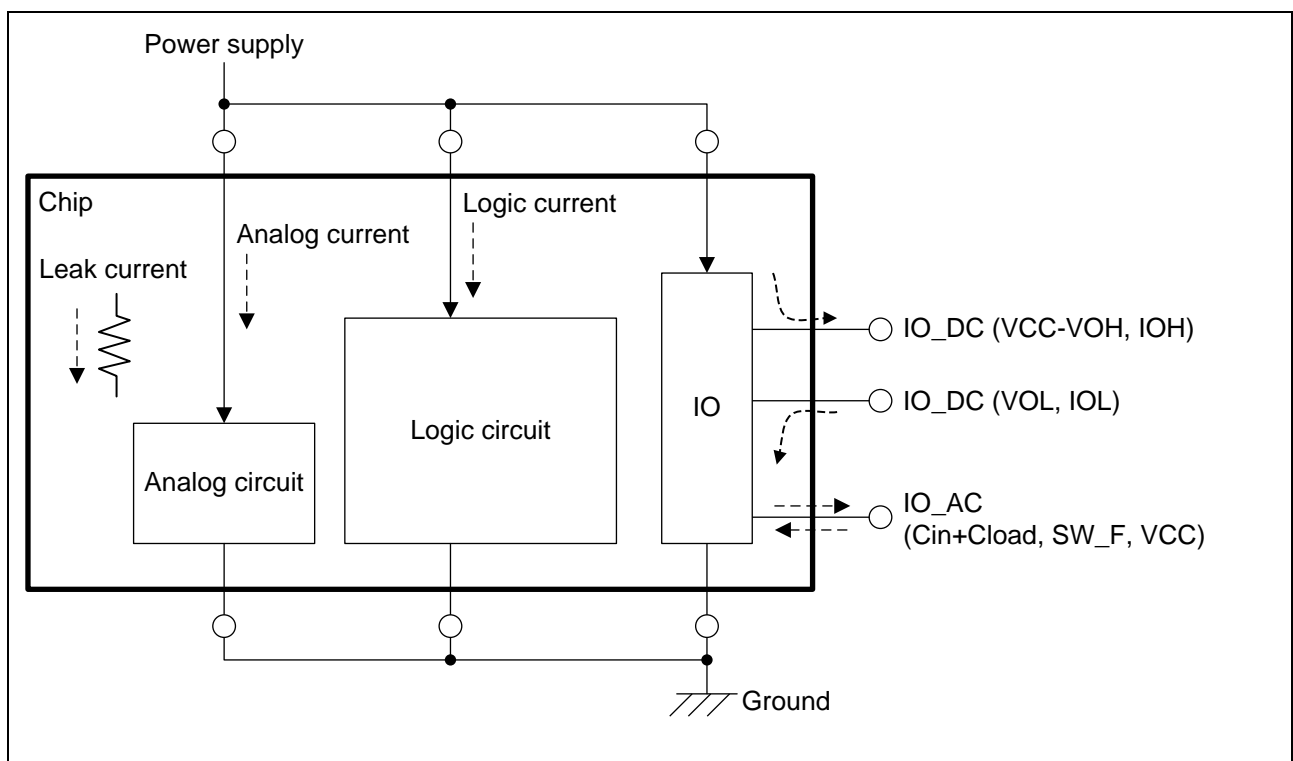 Power supply
Chip
Logic current
Analog current
Leak current
IO_DC (VCC-VOH, IOH)
IO
IO_DC (VOL, IOL)
Logic circuit
Analog circuit
IO_AC
(Cin+Cload, SW_F, VCC)
Ground